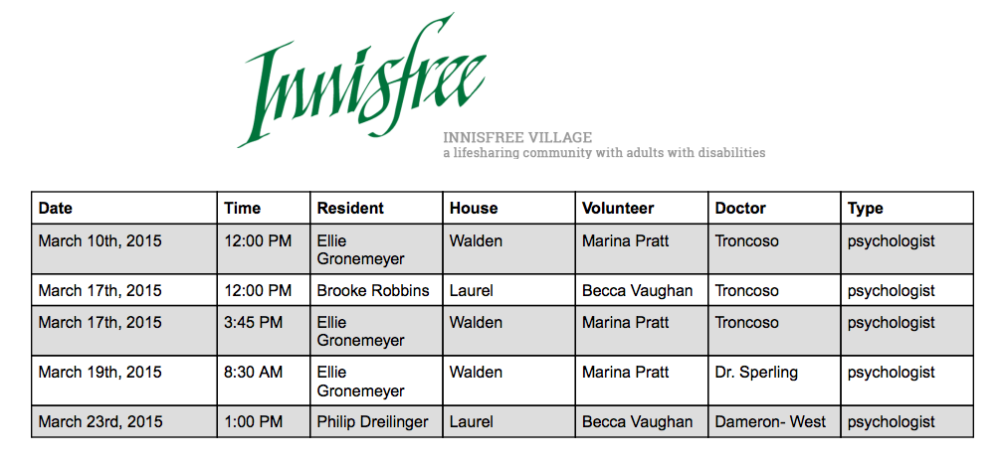 Innisfree
INNISFREE VILLAGE
a lifesharing community with adults with disabilities
Date Time Resident House Volunteer Doctor Type
March 10th, 2015 12:00 PM Ellie Walden Marina Pratt Troncoso psychologist
Gronemeyer
March 17th, 2015 12:00 PM Brooke Robbins Laurel Becca Vaughan Troncoso psychologist
March 17th, 2015 3:45 PM Ellie Walden Marina Pratt Troncoso psychologist
Gronemeyer
March 19th, 2015 8:30 AM Ellie Walden Marina Pratt Dr. Sperling psychologist
Gronemeyer
March 23rd, 2015 1:00 PM Philip Dreilinger Laurel Becca Vaughan Dameron- West psychologist